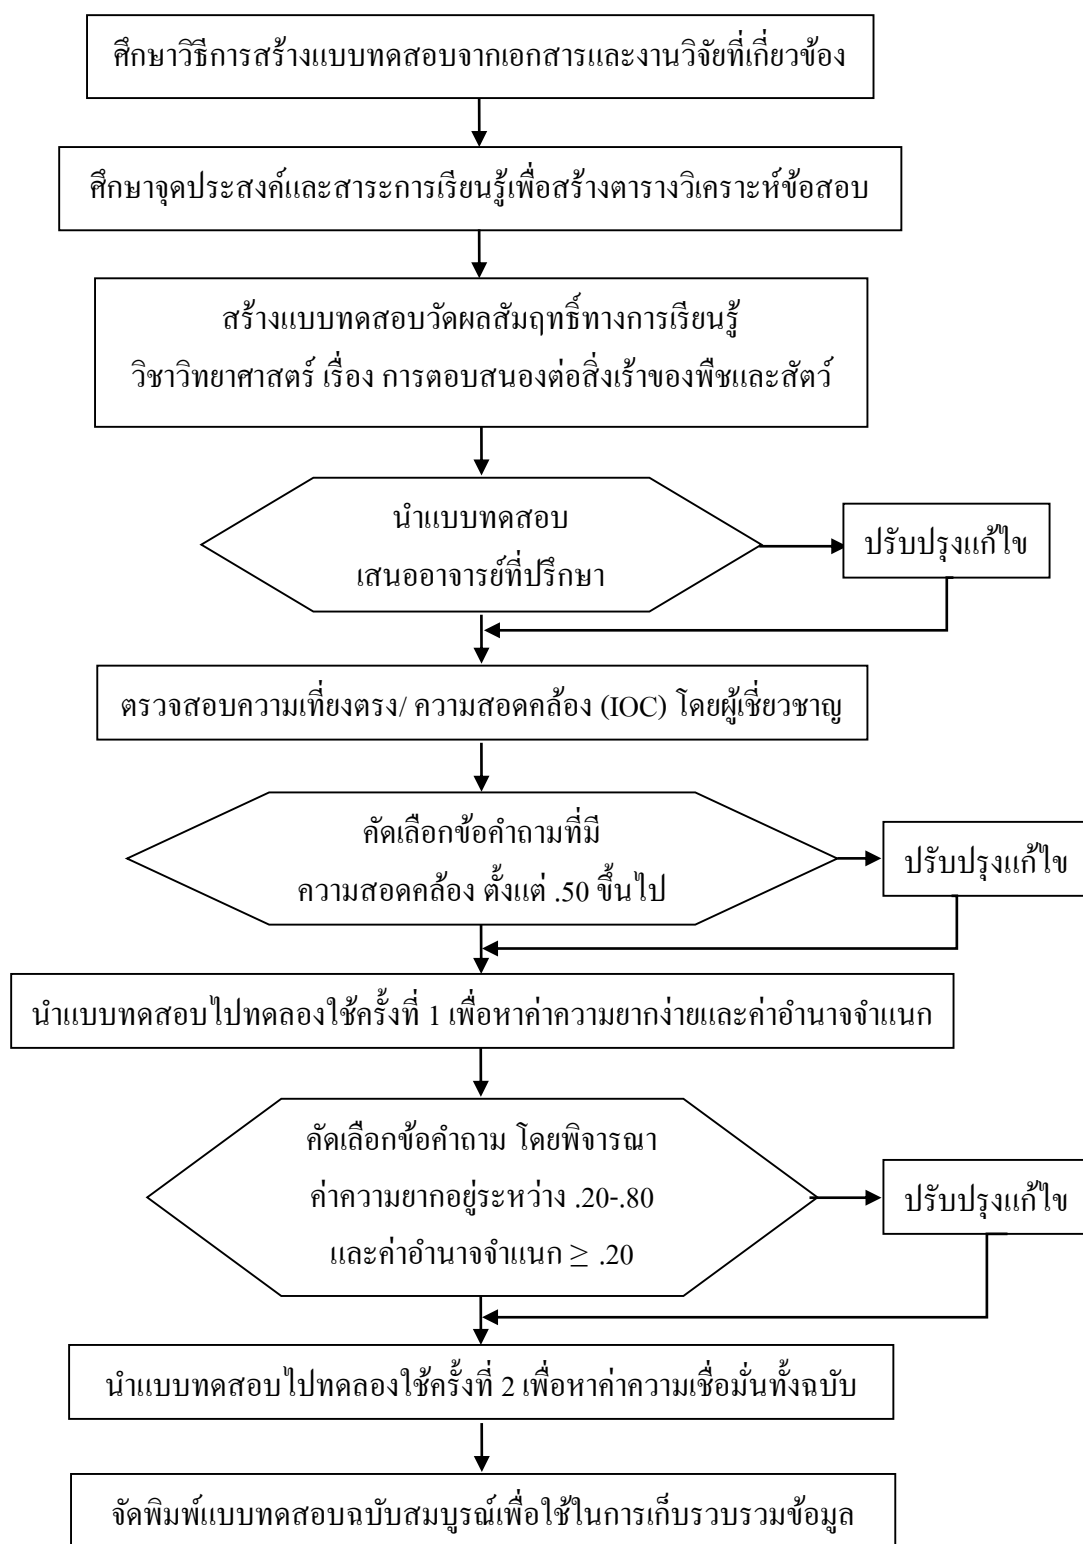 ศึกษาวิธีการสร้างแบบทดสอบจากเอกสารและงานวิจัยที่เกี่ยวข้อง
ศึกษาจุดประสงค์และสาระการเรียนรู้เพื่อสร้างตารางวิเคราะห์ข้อสอบ
สร้างแบบทดสอบวัดผลสัมฤทธิ์ทางการเรียนรู้
วิชาวิทยาศาสตร์ เรื่อง การตอบสนองต่อสิ่งเร้าของพืชและสัตว์
นำแบบทดสอบ
เสนออาจารย์ที่ปรึกษา
ปรับปรุงแก้ไข
ตรวจสอบความเที่ยงตรง/ ความสอดคล้อง (IOC) โดยผู้เชี่ยวชาญ
คัดเลือกข้อคำถามที่มี
ความสอดคล้อง ตั้งแต่ .50 ขึ้นไป
ปรับปรุงแก้ไข
นำแบบทดสอบไปทดลองใช้ครั้งที่ 1 เพื่อหาค่าความยากง่ายและค่าอำนาจจำแนก
คัดเลือกข้อคำถาม โดยพิจารณา
ค่าความยากอยู่ระหว่าง .20-.80
และค่าอำนาจจำแนก ≥ .20
ปรับปรุงแก้ไข
นำแบบทดสอบไปทดลองใช้ครั้งที่ 2 เพื่อหาค่าความเชื่อมั่นทั้งฉบับ
จัดพิมพ์แบบทดสอบฉบับสมบูรณ์เพื่อใช้ในการเก็บรวบรวมข้อมูล